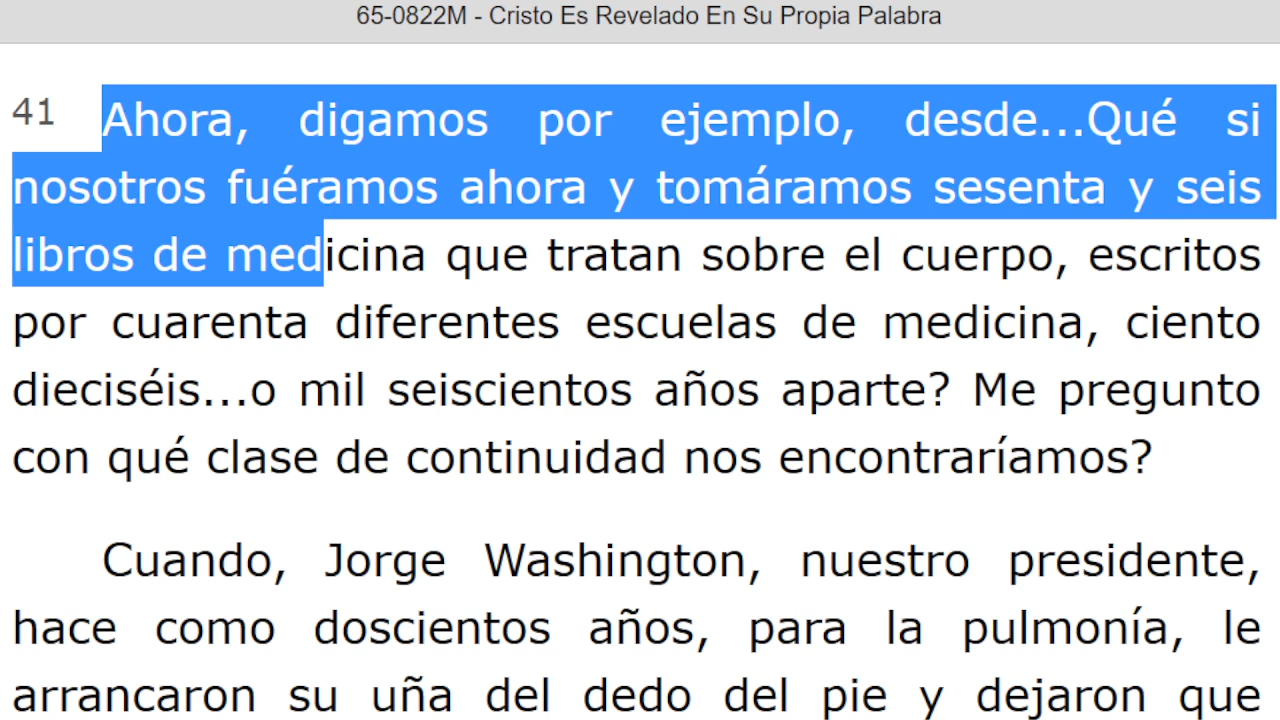 65-0822M - Cristo Es Revelado En Su Propia Palabra
41 Ahora, digamos por ejemplo, desde...Qué si
nosotros fuéramos ahora y tomáramos sesenta y seis
libros de medicina que tratan sobre el cuerpo, escritos
por cuarenta diferentes escuelas de medicina, ciento
dieciséis...o mil seiscientos años aparte? Me pregunto
con qué clase de continuidad nos encontraríamos?
Cuando, Jorge Washington, nuestro presidente,
hace como doscientos años, para la pulmonía, le
arrancaron su uña del dedo del pie y dejaron que